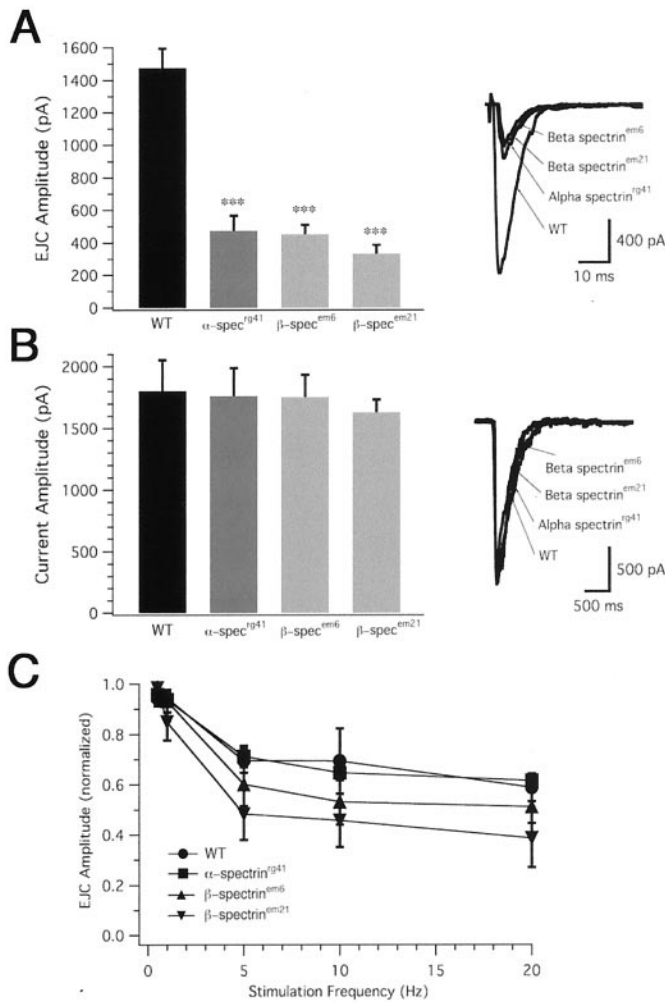 A
EJC Amplitude (pA)
1600
1400
1200
1000
800
600
400
200
0
***
***
***
WT
α-spec^rg41
β-spec^em6
β-spec^em21
Beta spectrin^em6
Beta spectrin^em21
Alpha spectrin^rg41
WT
400 pA
10 ms
B
Current Amplitude (pA)
2000
1500
1000
500
0
WT
α-spec^rg41
β-spec^em6
β-spec^em21
Beta spectrin^em6
Beta spectrin^em21
Alpha spectrin^rg41
WT
500 pA
500 ms
C
EJC Amplitude (normalized)
1.0
0.8
0.6
0.4
0.2
0.0
WT
α-spectrin^rg41
β-spectrin^em6
β-spectrin^em21
0
5
10
15
20
Stimulation Frequency (Hz)